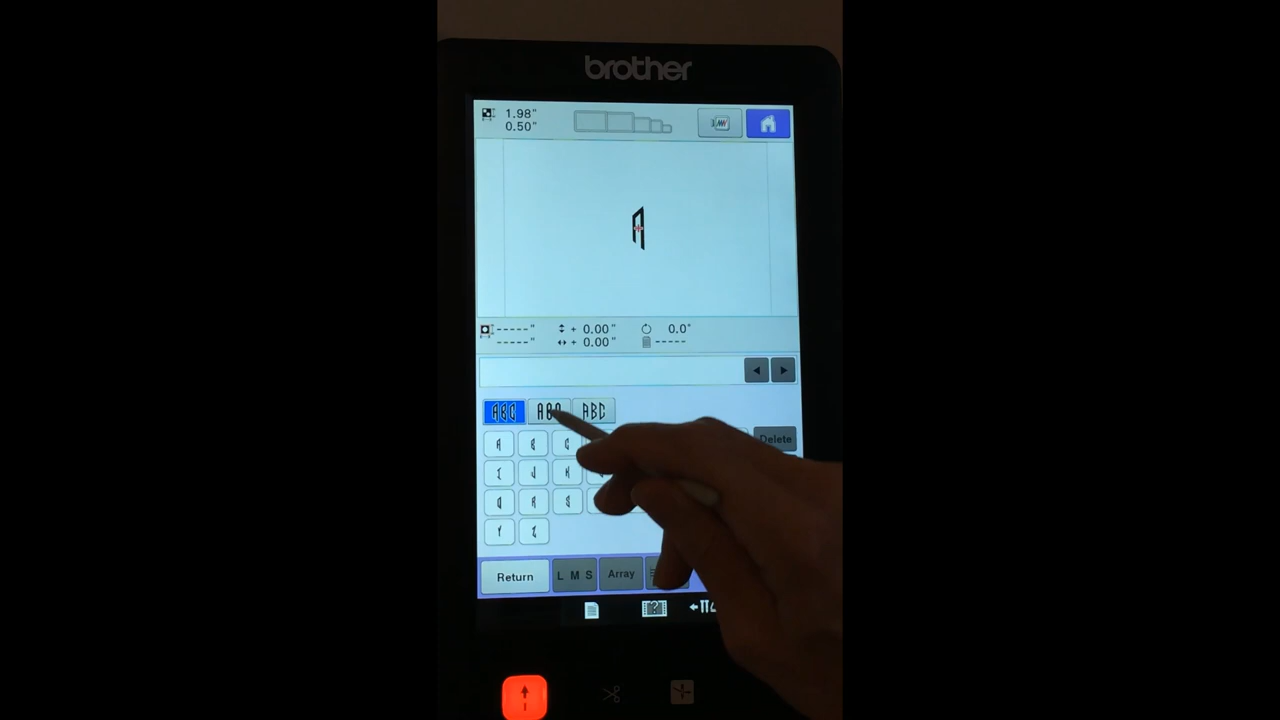 brother
1.98"
0.50"
A
-----" + 0.00" 0.0°
-----" + 0.00" -----
ABC ABC ABC
A B C Delete
I J K
Q R S
Y Z
Return L M S Array